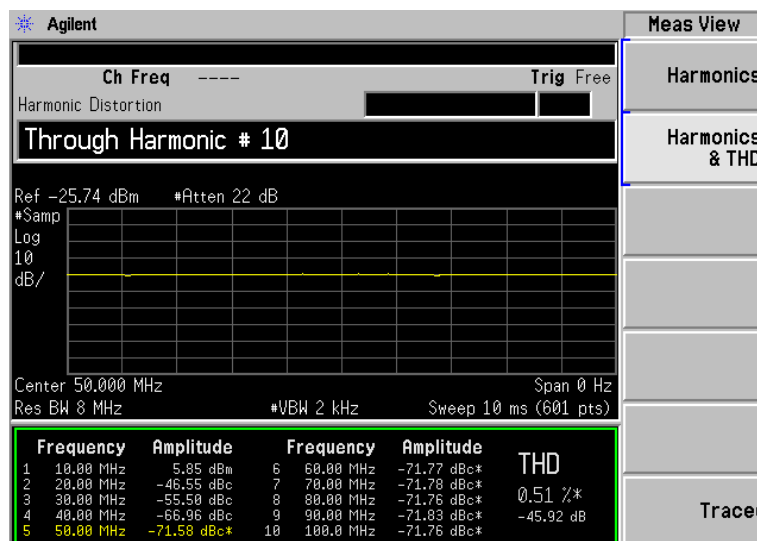 Agilent
Meas View
Ch Freq ----
Trig Free
Harmonics
Harmonic Distortion
Through Harmonic # 10
Harmonics
& THD
Ref -25.74 dBm #Atten 22 dB
#Samp
Log
10
dB/
Center 50.000 MHz Span 0 Hz
Res BW 8 MHz #VBW 2 kHz Sweep 10 ms (601 pts)
Frequency Amplitude Frequency Amplitude
THD
1 10.00 MHz 5.85 dBm 6 60.00 MHz -71.77 dBc*
2 20.00 MHz -46.55 dBc 7 70.00 MHz -71.78 dBc*
3 30.00 MHz -55.50 dBc 8 80.00 MHz -71.76 dBc*
0.51 %*
4 40.00 MHz -66.96 dBc 9 90.00 MHz -71.83 dBc*
-45.92 dB
5 50.00 MHz -71.58 dBc* 10 100.0 MHz -71.76 dBc*
Trace